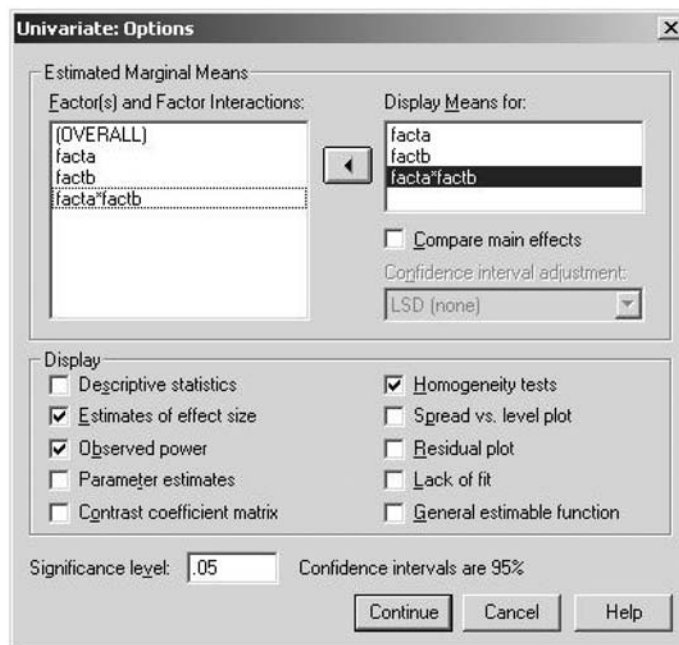 Univariate: Options
Estimated Marginal Means
Factor(s) and Factor Interactions:
(OVERALL)
facta
factb
facta*factb
Display Means for:
facta
factb
facta*factb
Compare main effects
Confidence interval adjustment:
LSD (none)
Display
Descriptive statistics
Homogeneity tests
Estimates of effect size
Spread vs. level plot
Observed power
Residual plot
Parameter estimates
Lack of fit
Contrast coefficient matrix
General estimable function
Significance level: .05 Confidence intervals are 95%
Continue Cancel Help